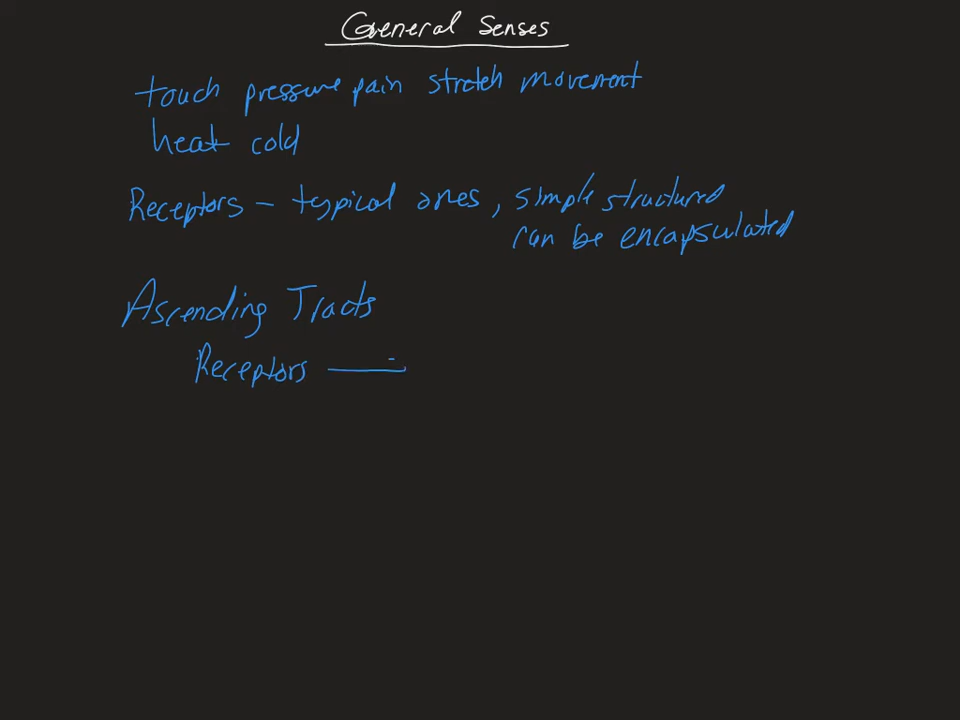 General Senses
touch pressure pain stretch movement
heat cold
Receptors - typical ones, simple structured
can be encapsulated
Ascending Tracts
Receptors